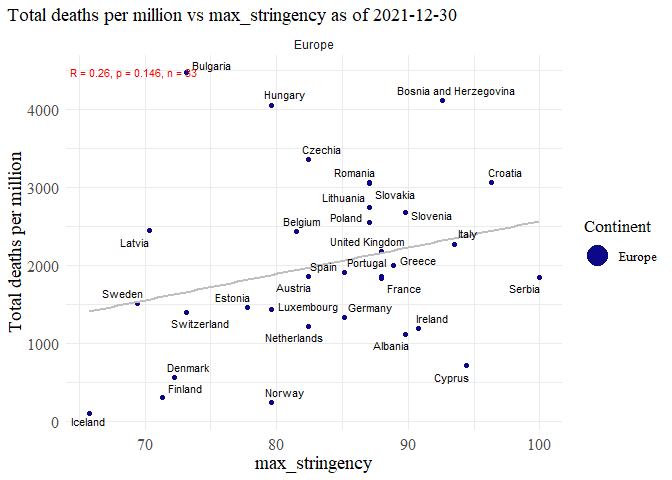 Total deaths per million vs max_stringency as of 2021-12-30
Europe
R = 0.26, p = 0.146, n = 33
Bulgaria
Hungary
Bosnia and Herzegovina
Czechia
Romania
Croatia
Lithuania
Slovakia
Poland
Slovenia
Belgium
Latvia
United Kingdom
Italy
Spain
Portugal
Greece
Austria
France
Serbia
Sweden
Estonia
Luxembourg
Germany
Switzerland
Ireland
Netherlands
Albania
Denmark
Cyprus
Finland
Norway
Iceland
4000
3000
2000
1000
0
Total deaths per million
70
80
90
100
max_stringency
Continent
Europe